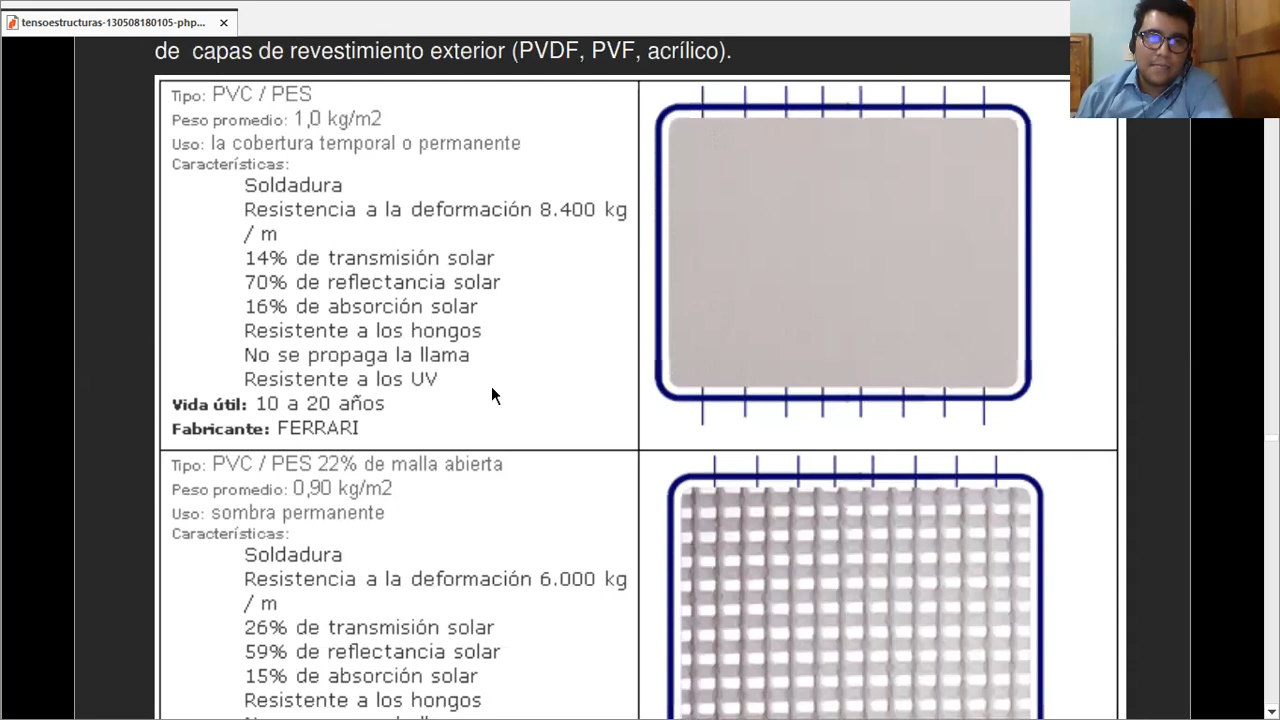 tensoestructuras-130508180105-php...
de capas de revestimiento exterior (PVDF, PVF, acrílico).
Tipo: PVC / PES
Peso promedio: 1,0 kg/m2
Uso: la cobertura temporal o permanente
Características:
Soldadura
Resistencia a la deformación 8.400 kg
/ m
14% de transmisión solar
70% de reflectancia solar
16% de absorción solar
Resistente a los hongos
No se propaga la llama
Resistente a los UV
Vida útil: 10 a 20 años
Fabricante: FERRARI
Tipo: PVC / PES 22% de malla abierta
Peso promedio: 0,90 kg/m2
Uso: sombra permanente
Características:
Soldadura
Resistencia a la deformación 6.000 kg
/ m
26% de transmisión solar
59% de reflectancia solar
15% de absorción solar
Resistente a los hongos